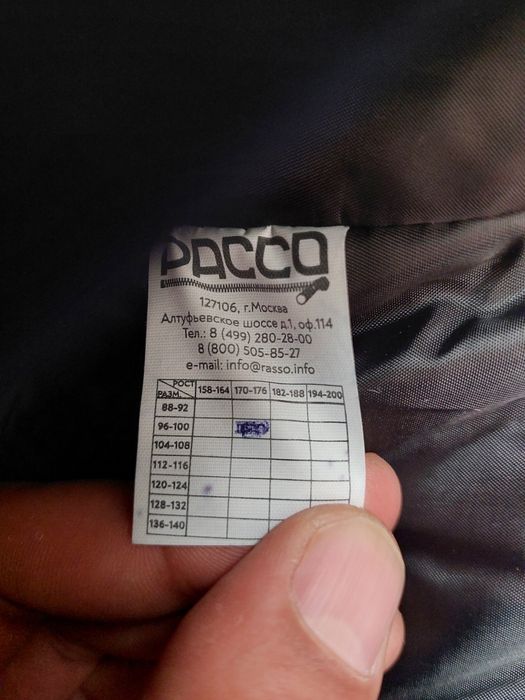 РАССО
127106, г.Москва
Алтуфьевское шоссе д.1, оф.114
Тел.: 8 (499) 280-28-00
8 (800) 505-85-27
e-mail: info@rasso.info
РОСТ
РАЗМ. 158-164 170-176 182-188 194-200
88-92
96-100
104-108
112-116
120-124
128-132
136-140